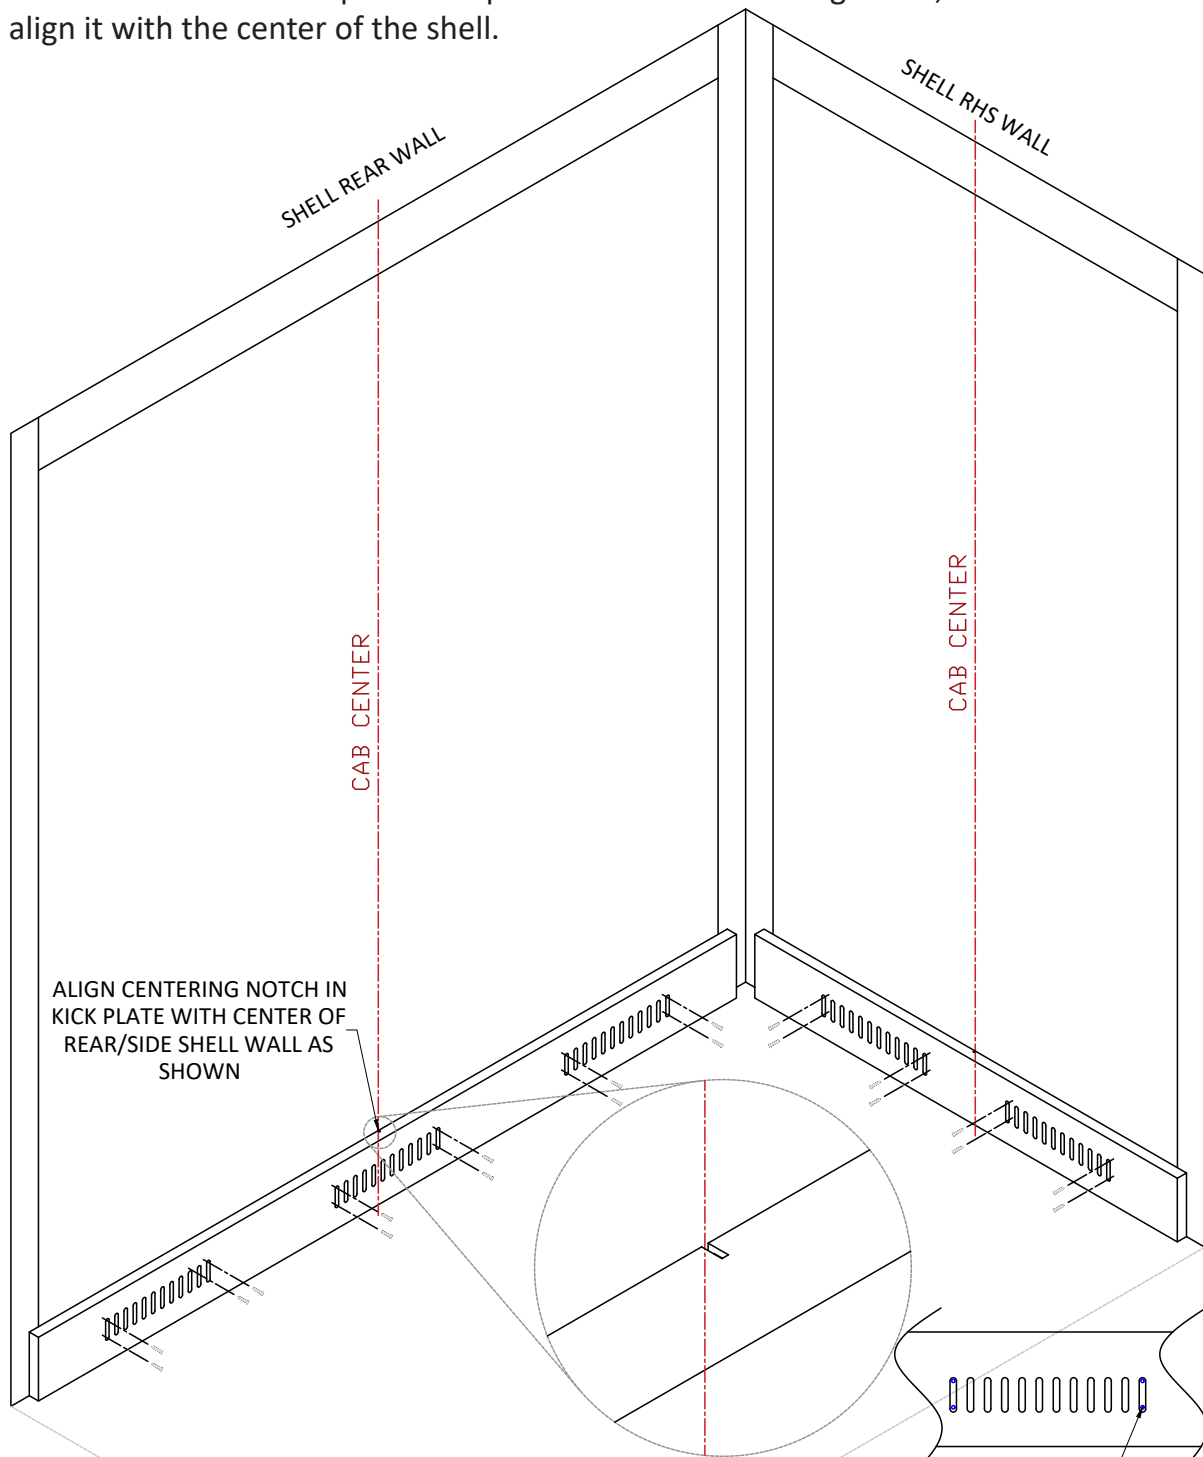 align it with the center of the shell.
SHELL REAR WALL
SHELL RHS WALL
CAB CENTER
CAB CENTER
ALIGN CENTERING NOTCH IN
KICK PLATE WITH CENTER OF
REAR/SIDE SHELL WALL AS
SHOWN